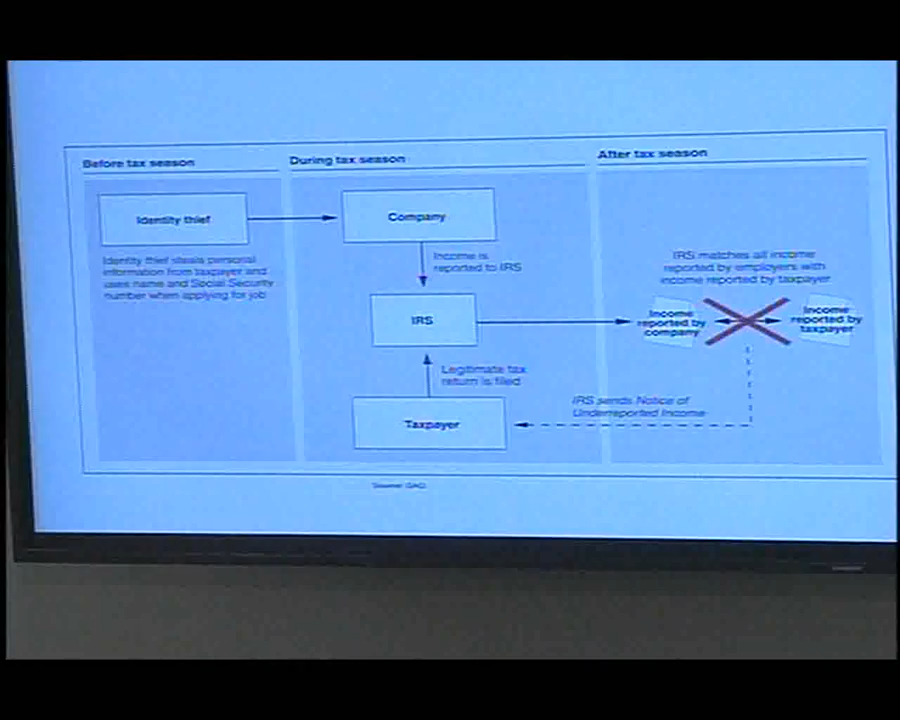 Before tax season
During tax season
After tax season
Identity thief
Identity thief steals personal
information from taxpayer and
uses name and Social Security
number when applying for job
Company
Income is
reported to IRS
IRS
Legitimate tax
return is filed
Taxpayer
IRS matches all income
reported by employers with
income reported by taxpayer
Income
reported by
company
Income
reported by
taxpayer
IRS sends Notice of
Underreported Income
Source: GAO